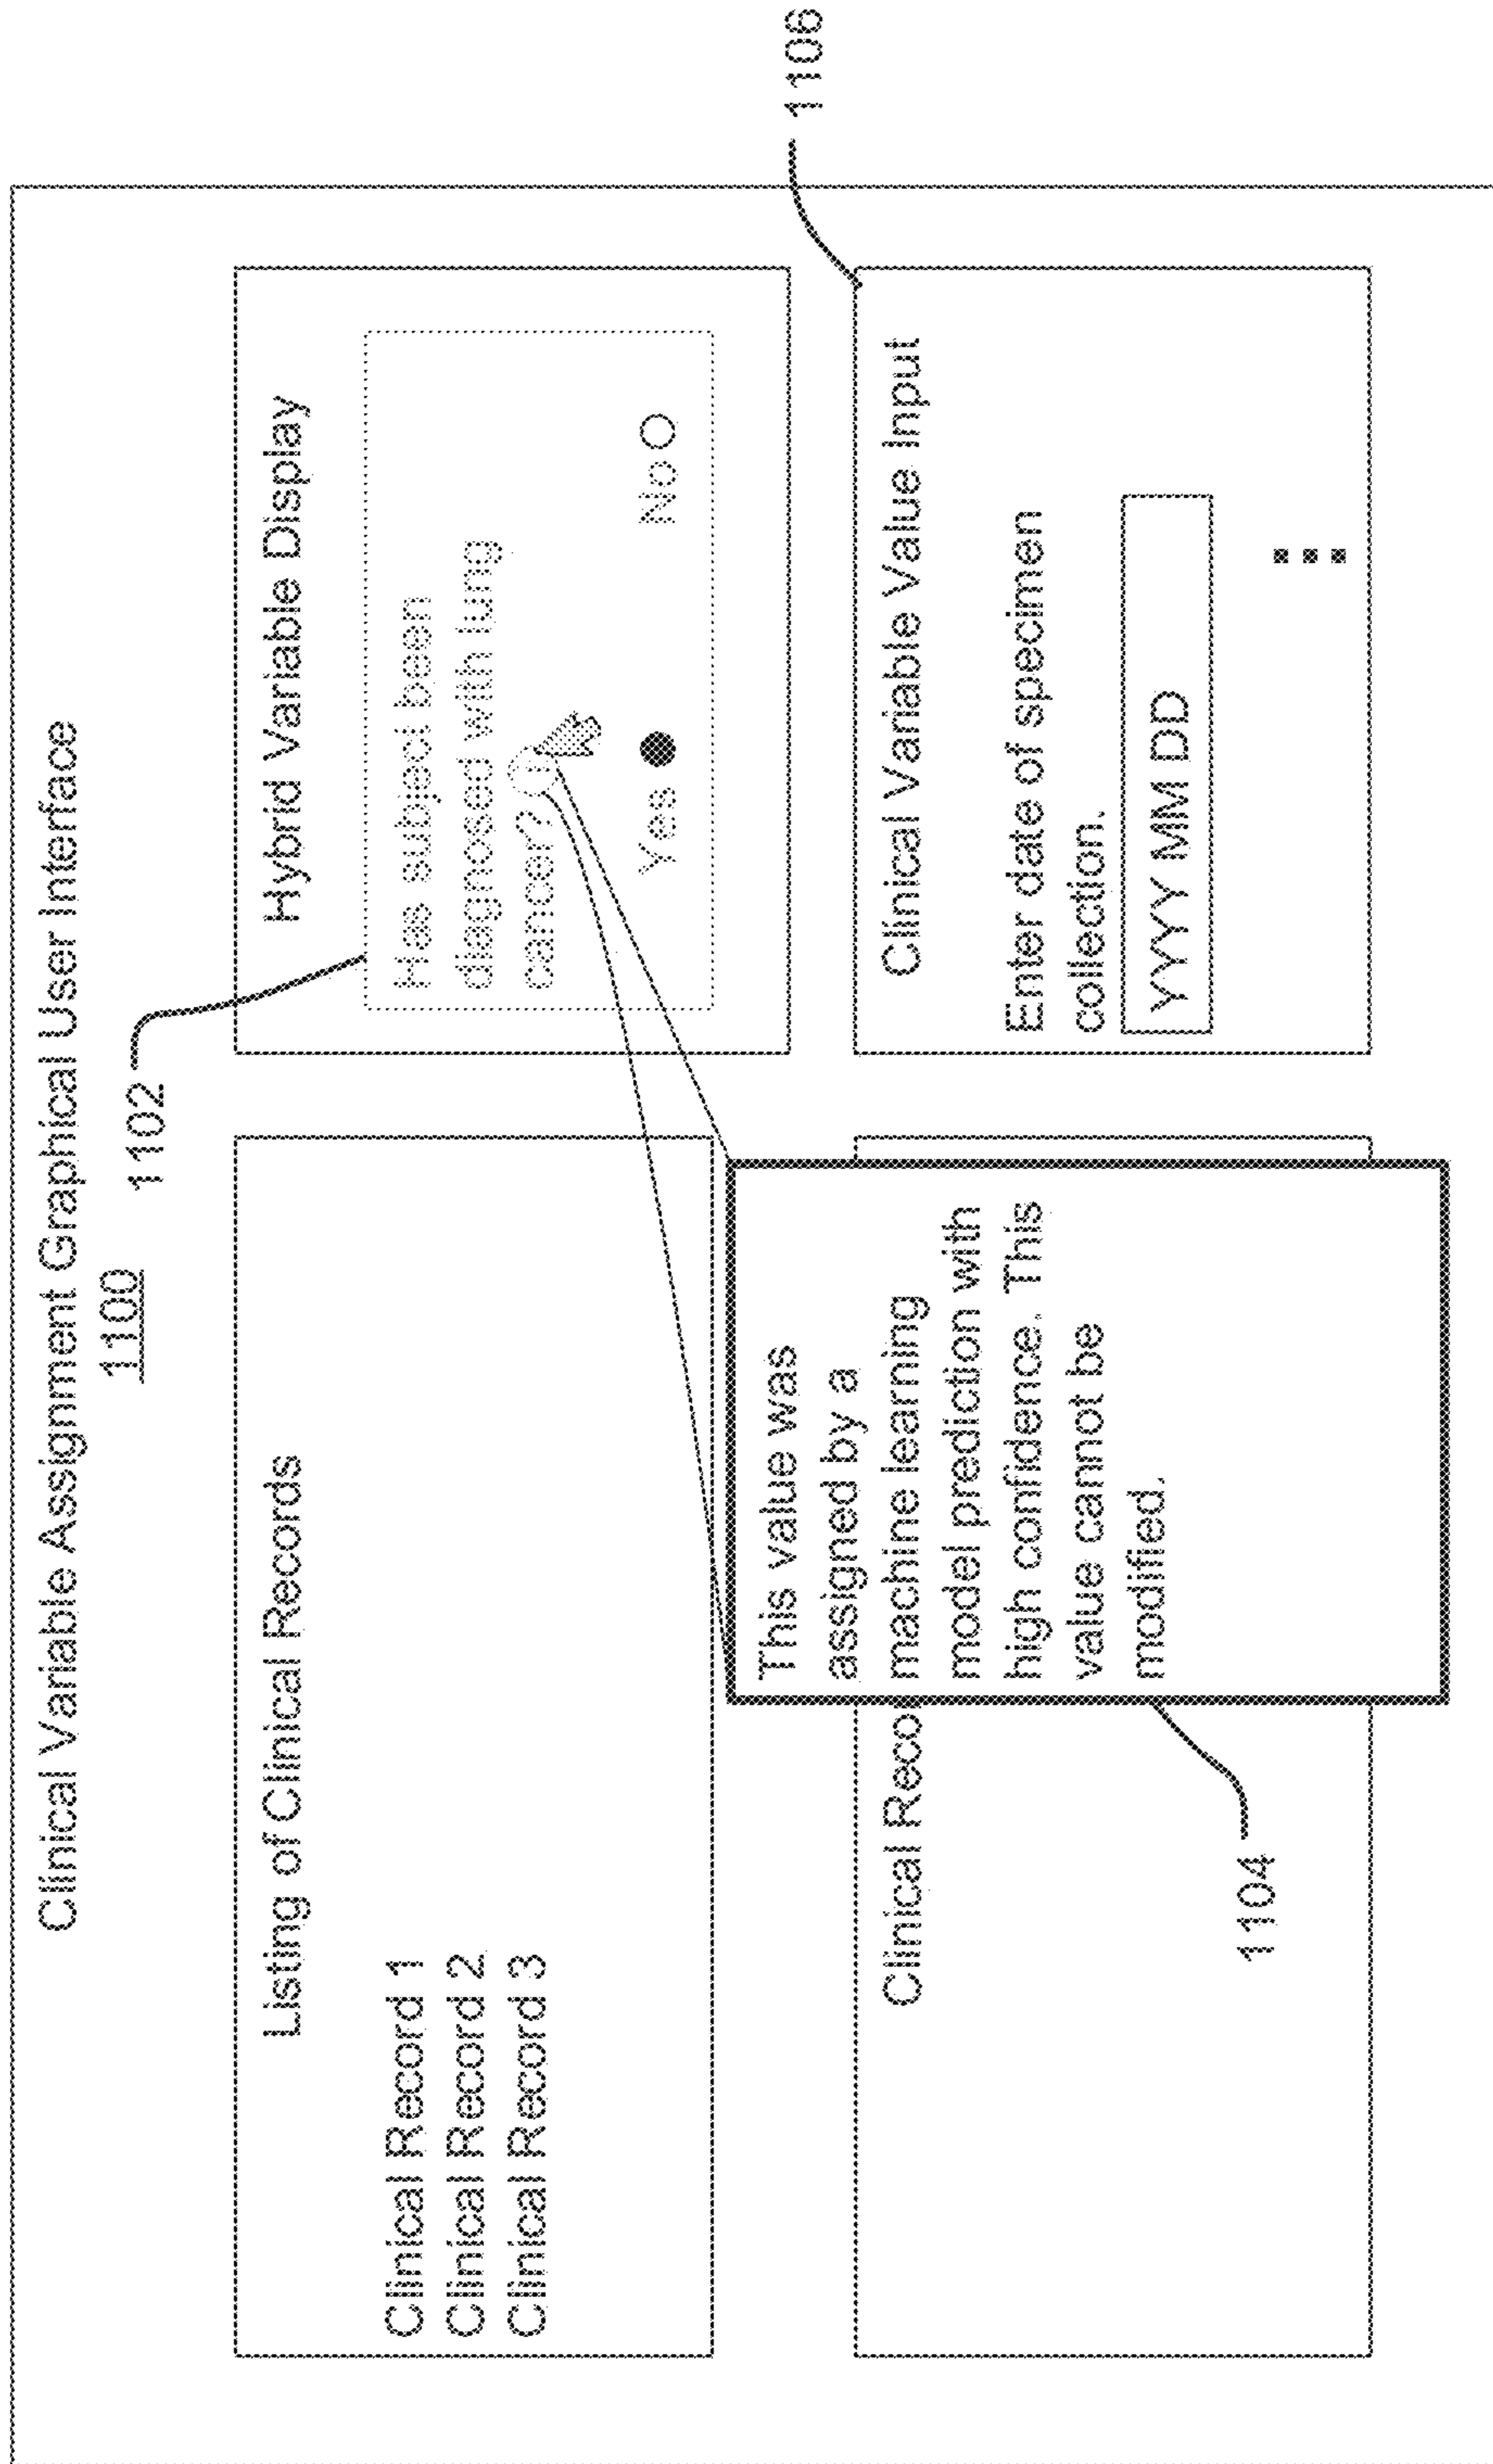 Clinical Variable Assignment Graphical User Interface
1100
1102
Listing of Clinical Records
Clinical Record 1
Clinical Record 2
Clinical Record 3
Hybrid Variable Display
Has subject been
diagnosed with lung
cancer? i
Yes
No
Clinical Recor
This value was
assigned by a
machine learning
model prediction with
high confidence. This
value cannot be
modified.
1104
Clinical Variable Value Input
Enter date of specimen
collection.
YYYY MM DD
1106